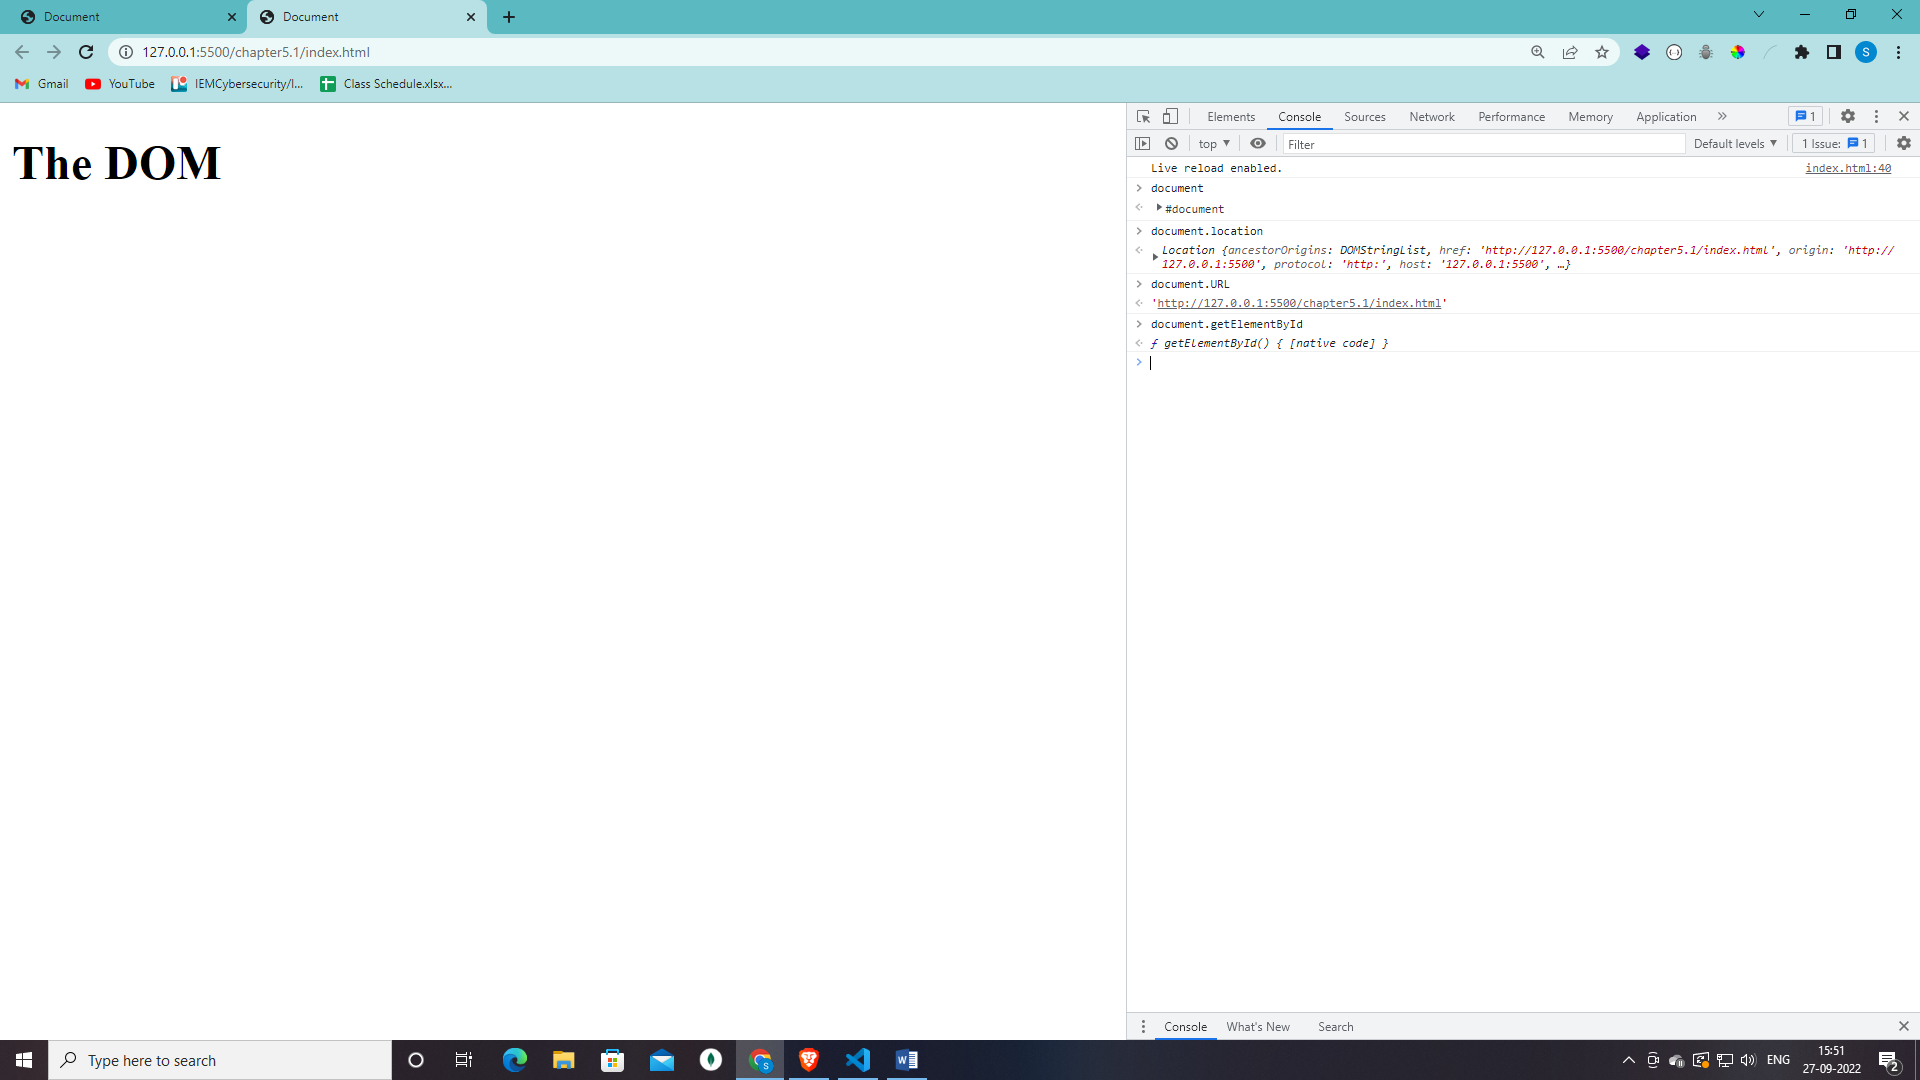 Document
Document
127.0.0.1:5500/chapter5.1/index.html
S
Gmail
YouTube
IEMCybersecurity/I...
Class Schedule.xlsx...
The DOM
Elements
Console
Sources
Network
Performance
Memory
Application
1
top
Filter
Default levels
1 Issue: 1
Live reload enabled.
index.html:40
document
#document
document.location
Location {ancestorOrigins: DOMStringList, href: 'http://127.0.0.1:5500/chapter5.1/index.html', origin: 'http://
127.0.0.1:5500', protocol: 'http:', host: '127.0.0.1:5500', …}
document.URL
'http://127.0.0.1:5500/chapter5.1/index.html'
document.getElementById
ƒ getElementById() { [native code] }
Console
What's New
Search
Type here to search
S
W
ENG
15:51
27-09-2022
2